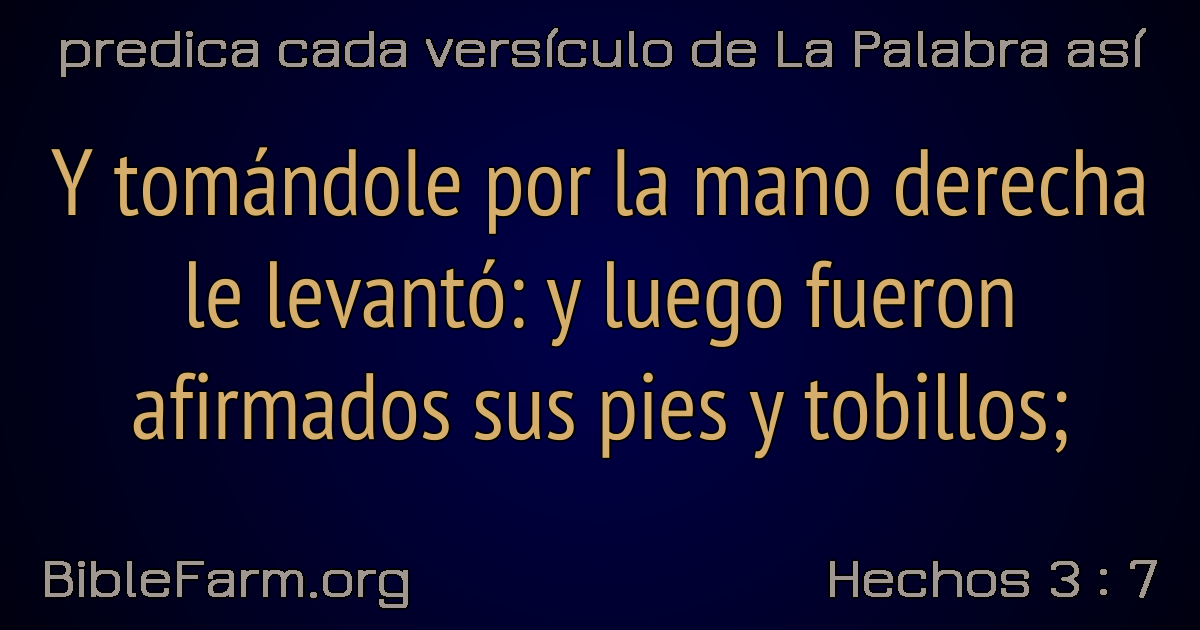 predica cada versículo de La Palabra así
Y tomándole por la mano derecha
le levantó: y luego fueron
afirmados sus pies y tobillos;
BibleFarm.org
Hechos 3 : 7